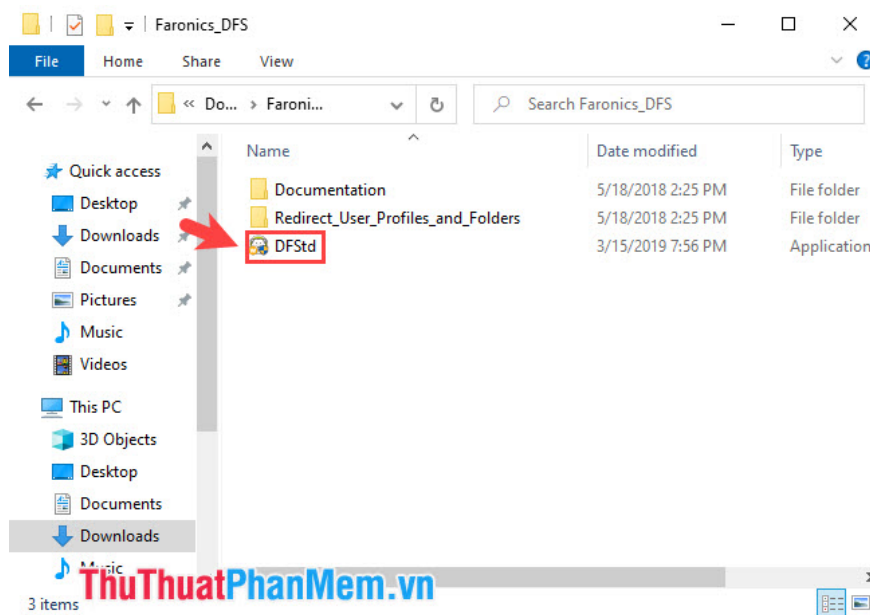 Faronics_DFS
File Home Share View
« Do... › Faroni... Search Faronics_DFS
Name Date modified Type
Quick access
Desktop
Downloads
Documents
Pictures
Music
Videos
This PC
3D Objects
Desktop
Documents
Downloads
Music
Documentation 5/18/2018 2:25 PM File folder
Redirect_User_Profiles_and_Folders 5/18/2018 2:25 PM File folder
DFStd 3/15/2019 7:56 PM Application
ThuThuatPhanMem.vn
3 items